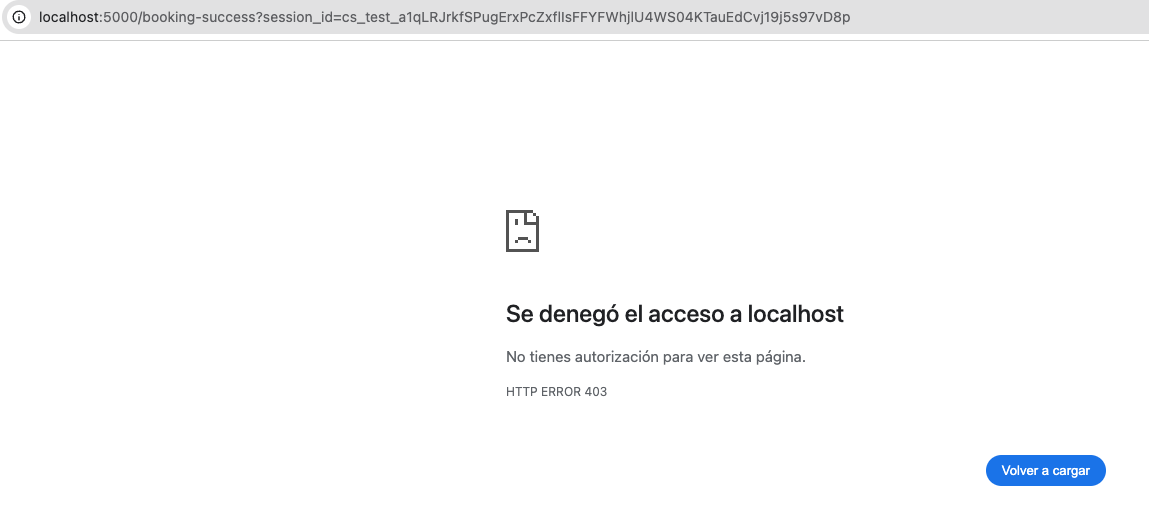 localhost:5000/booking-success?session_id=cs_test_a1qLRJrkfSPugErxPcZxfIlsFFYFWhjlU4WS04KTauEdCvj19j5s97vD8p
Se denegó el acceso a localhost
No tienes autorización para ver esta página.
HTTP ERROR 403
Volver a cargar